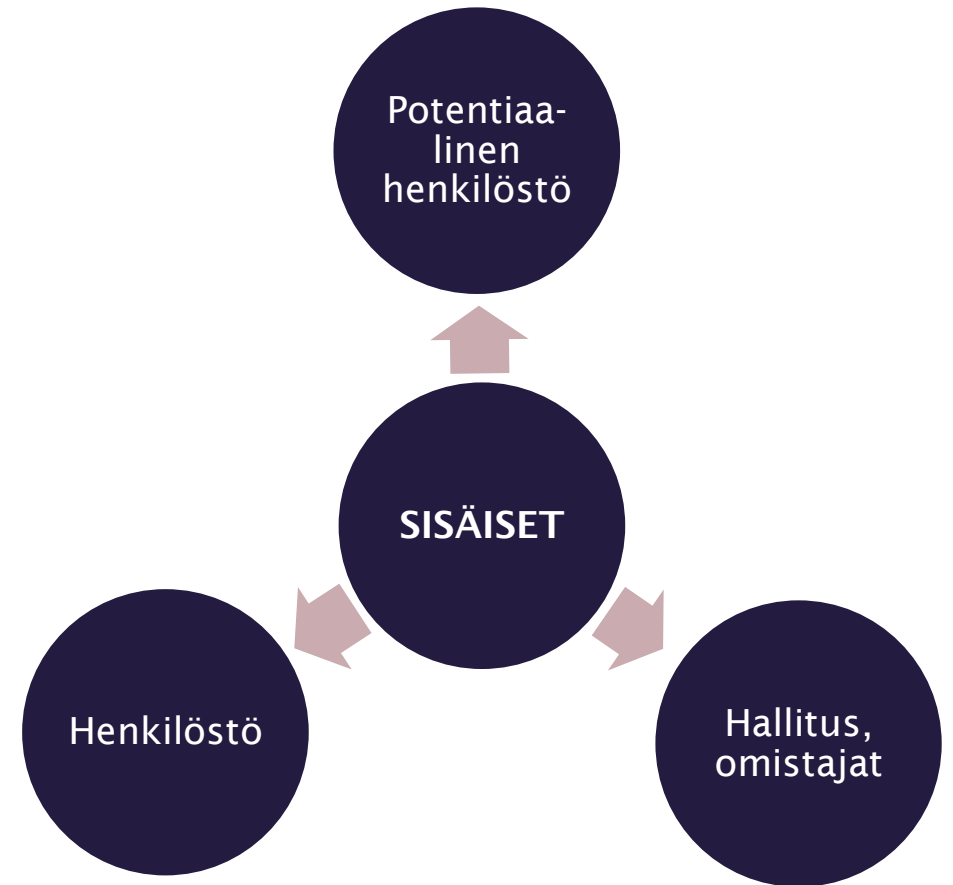 Potentiaa-
linen
henkilöstö
SISÄISET
Henkilöstö
Hallitus,
omistajat